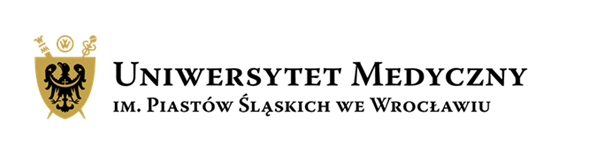 Uniwersytet Medyczny
im. Piastów Śląskich we Wrocławiu